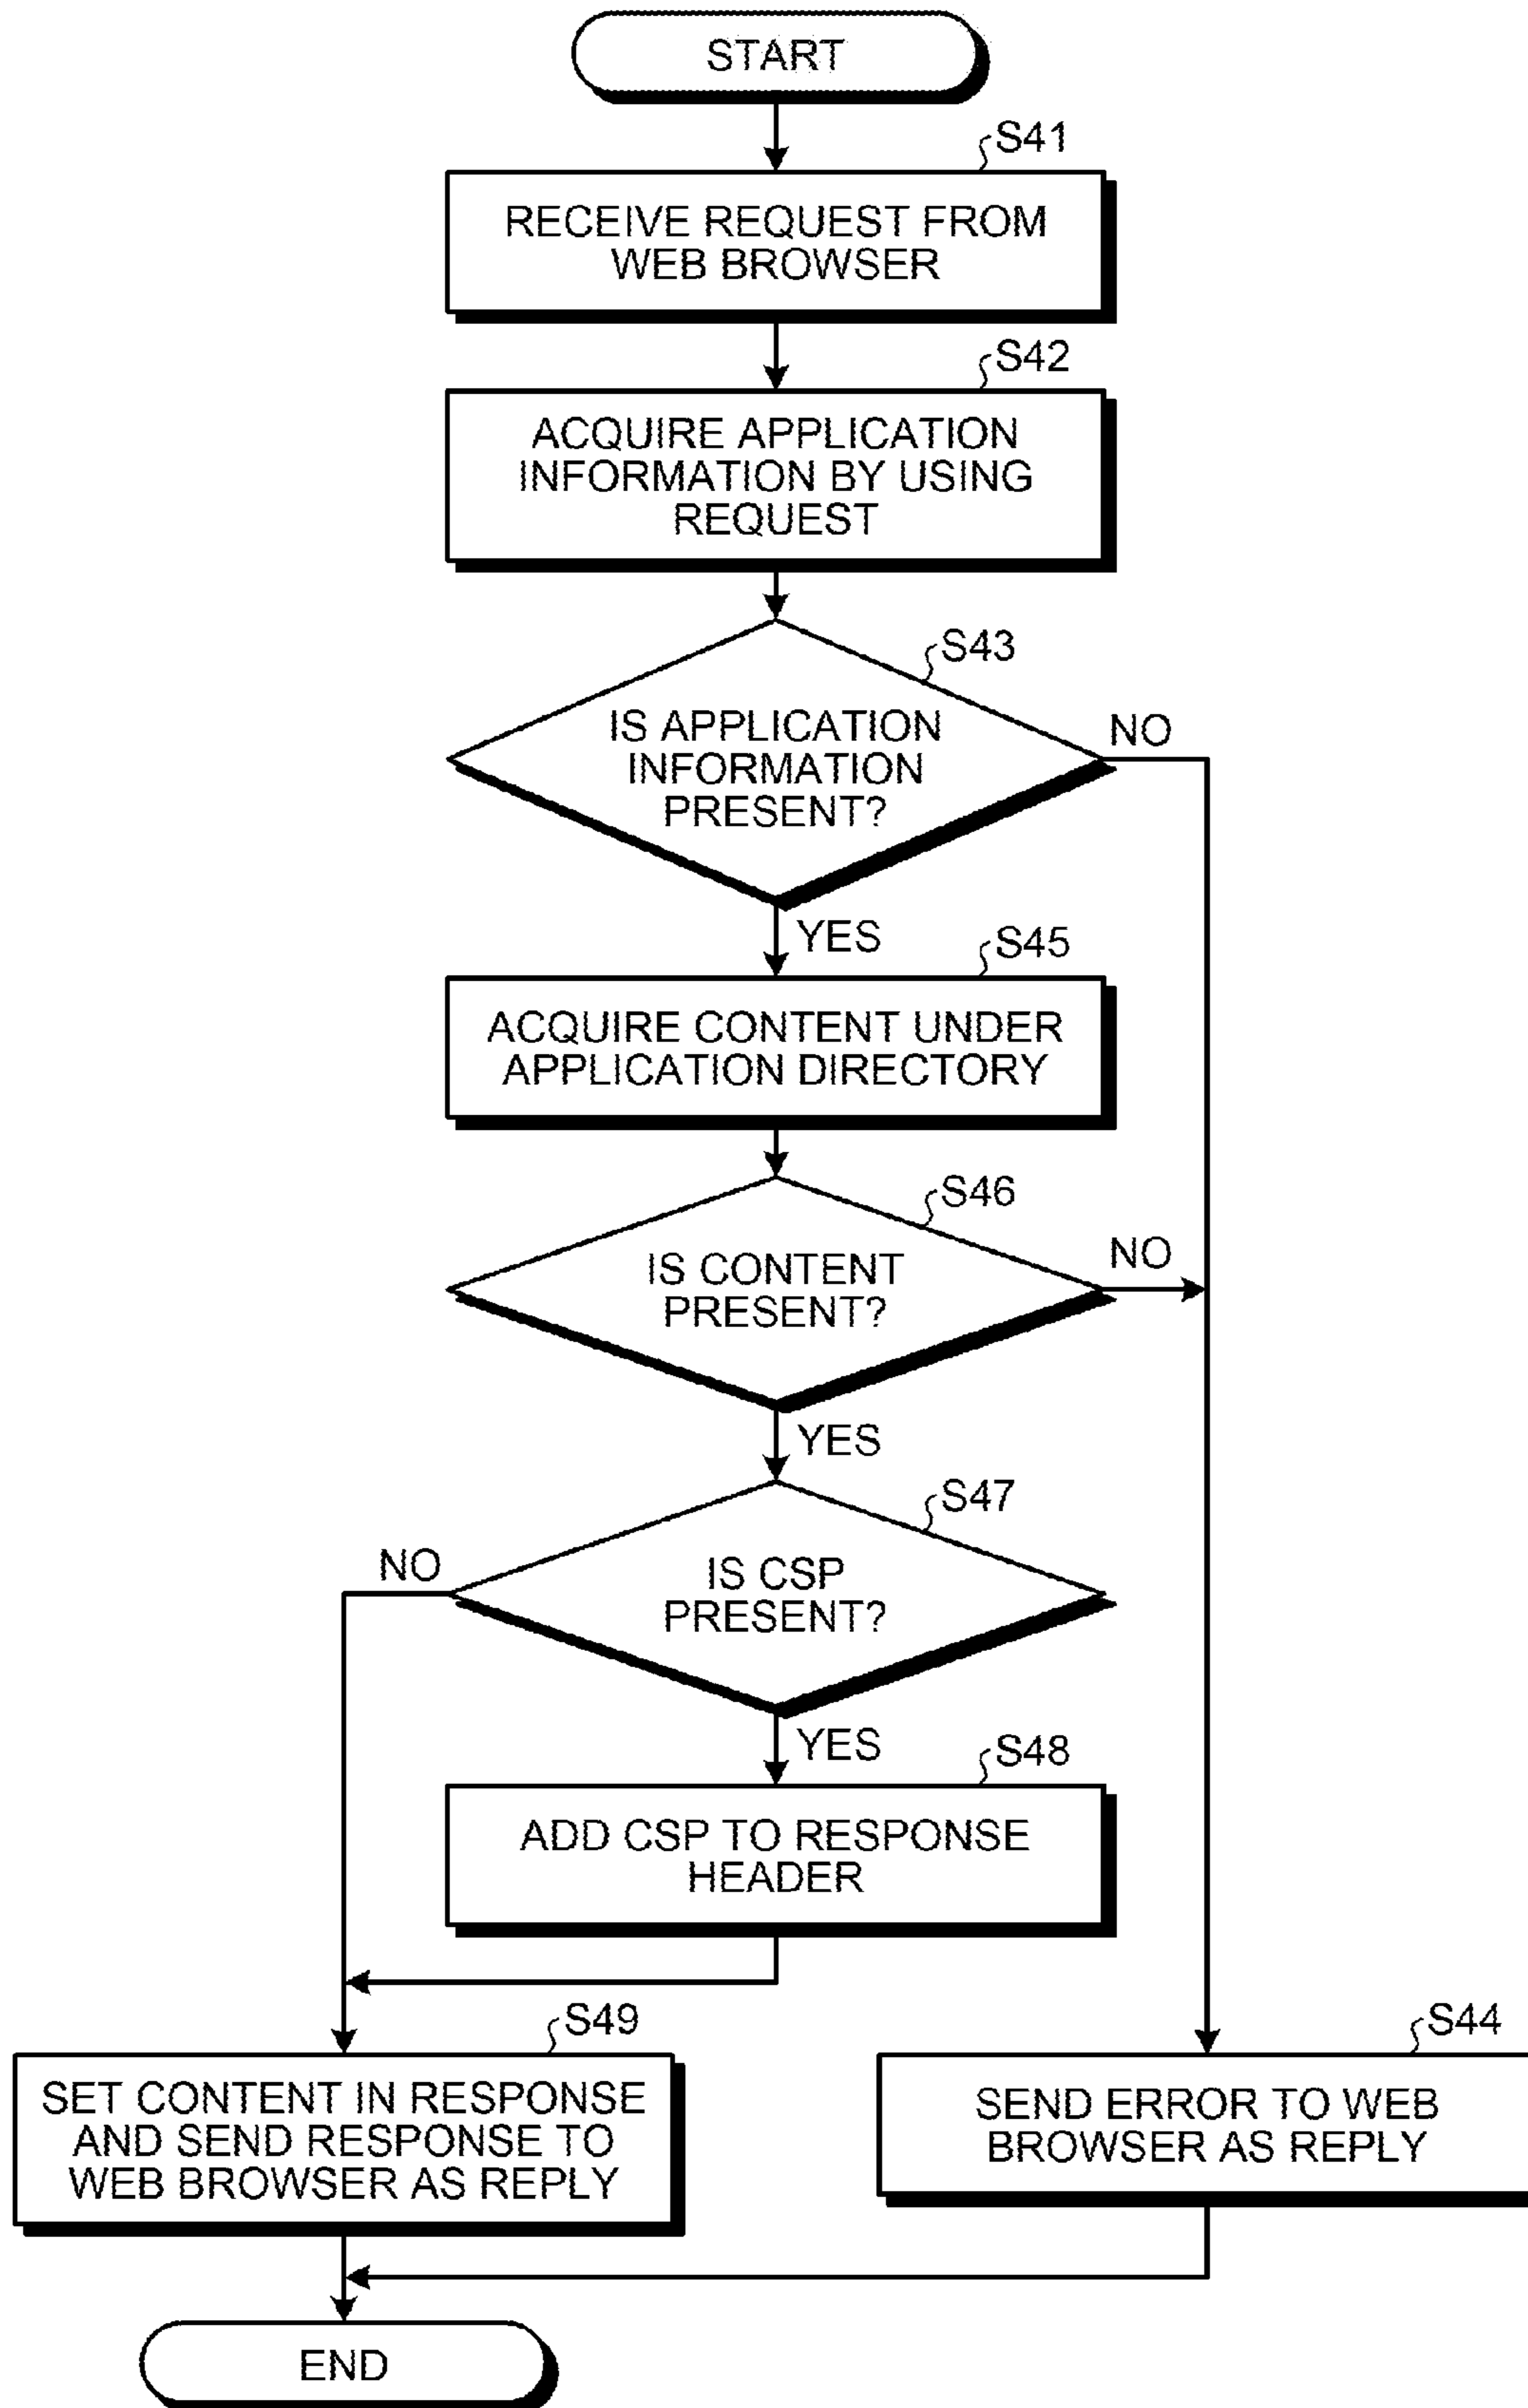 START
S41
RECEIVE REQUEST FROM
WEB BROWSER
S42
ACQUIRE APPLICATION
INFORMATION BY USING
REQUEST
S43
IS APPLICATION
INFORMATION
PRESENT?
NO
YES
S45
ACQUIRE CONTENT UNDER
APPLICATION DIRECTORY
S46
IS CONTENT
PRESENT?
NO
YES
S47
NO
IS CSP
PRESENT?
YES
S48
ADD CSP TO RESPONSE
HEADER
S49
SET CONTENT IN RESPONSE
AND SEND RESPONSE TO
WEB BROWSER AS REPLY
S44
SEND ERROR TO WEB
BROWSER AS REPLY
END